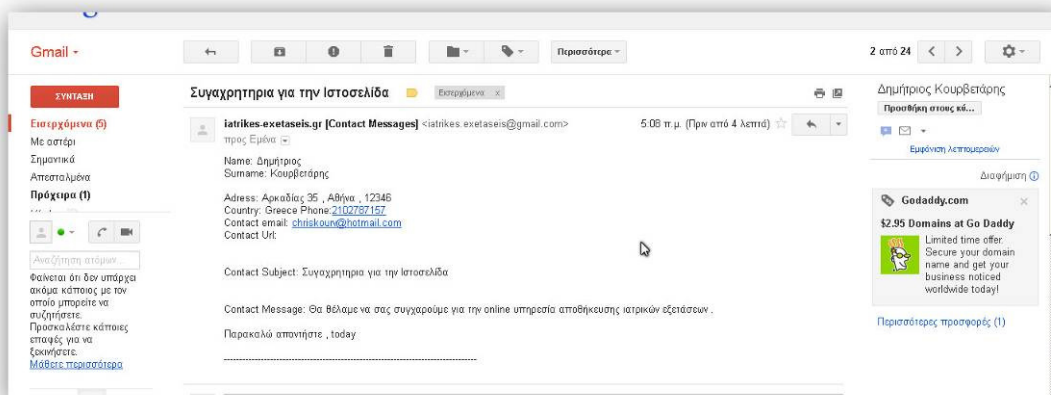 Gmail
Περισσότερα
2 από 24
ΣΥΝΤΑΞΗ
Εισερχόμενα (5)
Με αστέρι
Σημαντικά
Απεσταλμένα
Πρόχειρα (1)
Αναζήτηση ατόμων...
Φαίνεται ότι δεν υπάρχει
ακόμα κάποιος με τον
οποίο μπορείτε να
συζητήσετε.
Προσκαλέστε κάποιες
επαφές για να
ξεκινήσετε.
Μάθετε περισσότερα
Συγαχρητηρια για την Ιστοσελίδα
Εισερχόμενα x
iatrikes-exetaseis.gr [Contact Messages] <iatrikes.exetaseis@gmail.com>
5:08 π.μ. (Πριν από 4 λεπτά)
προς Εμένα
Name: Δημήτριος
Surname: Κουρβετάρης
Adress: Αρκαδίας 35 , Αθήνα , 12346
Country: Greece Phone:2102787157
Contact email: chriskourv@hotmail.com
Contact Url:
Contact Subject: Συγαχρητηρια για την Ιστοσελίδα
Contact Message: Θα θέλαμε να σας συγχαρούμε για την online υπηρεσία αποθήκευσης ιατρικών εξετάσεων .
Παρακαλώ απαντήστε , today
Δημήτριος Κουρβετάρης
Προσθήκη στους κύ...
Εμφάνιση λεπτομερειών
Διαφήμιση
Godaddy.com
$2.95 Domains at Go Daddy
Limited time offer.
Secure your domain
name and get your
business noticed
worldwide today!
Περισσότερες προσφορές (1)